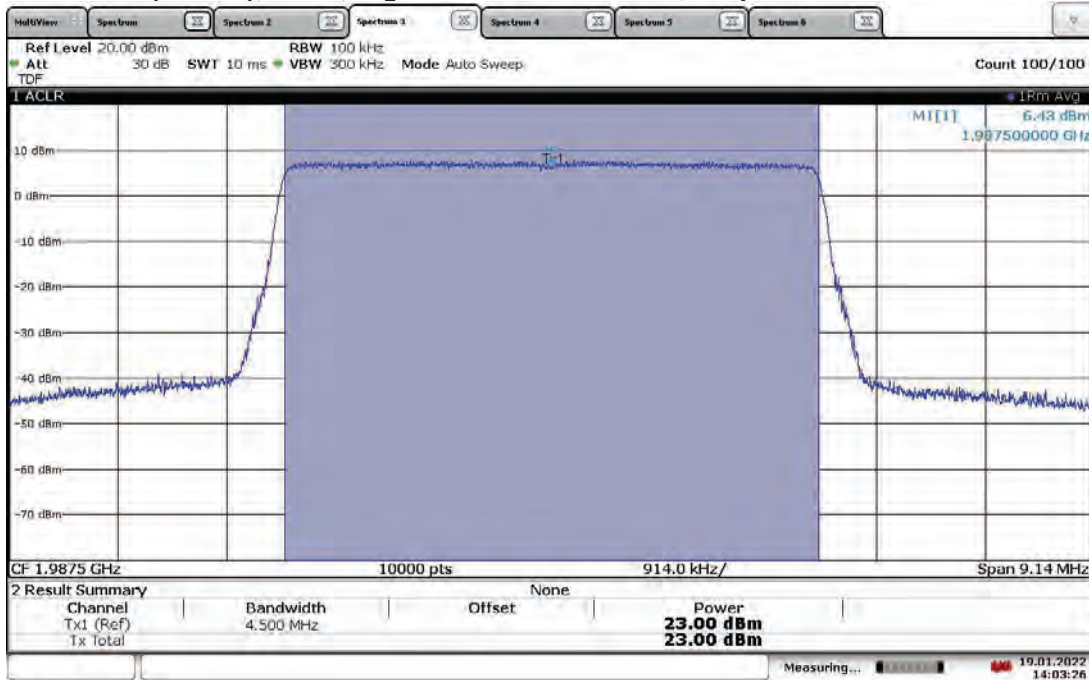 MultiView Spectrum Spectrum 2 Spectrum 3 Spectrum 4 Spectrum 5 Spectrum 6
Ref Level 20.00 dBm RBW 100 kHz
Att 30 dB SWT 10 ms VBW 300 kHz Mode Auto Sweep Count 100/100
TDF
1 ACLR 1Rm Avg
M1[1] 6.43 dBm
1.987500000 GHz
10 dBm
Tx1
0 dBm
-10 dBm
-20 dBm
-30 dBm
-40 dBm
-50 dBm
-60 dBm
-70 dBm
CF 1.9875 GHz 10000 pts 914.0 kHz/ Span 9.14 MHz
2 Result Summary None
Channel Bandwidth Offset Power
Tx1 (Ref) 4.500 MHz 23.00 dBm
Tx Total 23.00 dBm
Measuring... 19.01.2022
14:03:26